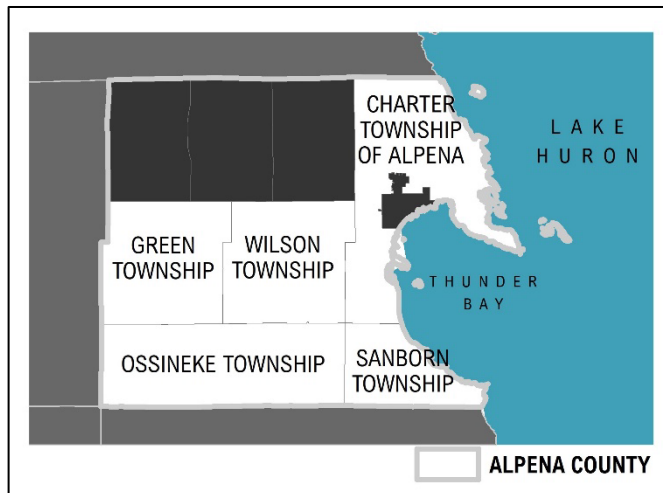 CHARTER
TOWNSHIP
OF ALPENA
LAKE
HURON
GREEN
TOWNSHIP
WILSON
TOWNSHIP
THUNDER
BAY
OSSINEKE TOWNSHIP
SANBORN
TOWNSHIP
ALPENA COUNTY